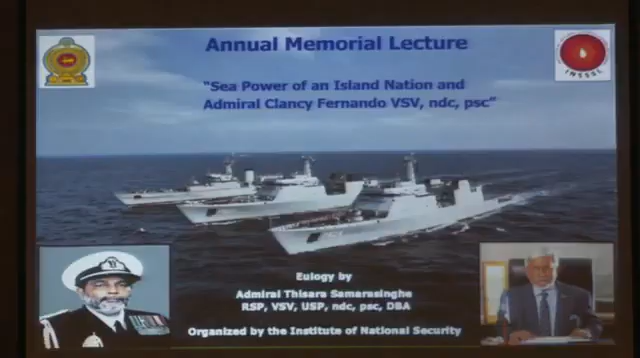 Annual Memorial Lecture
INSSSL
"Sea Power of an Island Nation and
Admiral Clancy Fernando VSV, ndc, psc"
Eulogy by
Admiral Thisara Samarasinghe
RSP, VSV, USP, ndc, psc, DBA
Organized by the Institute of National Security